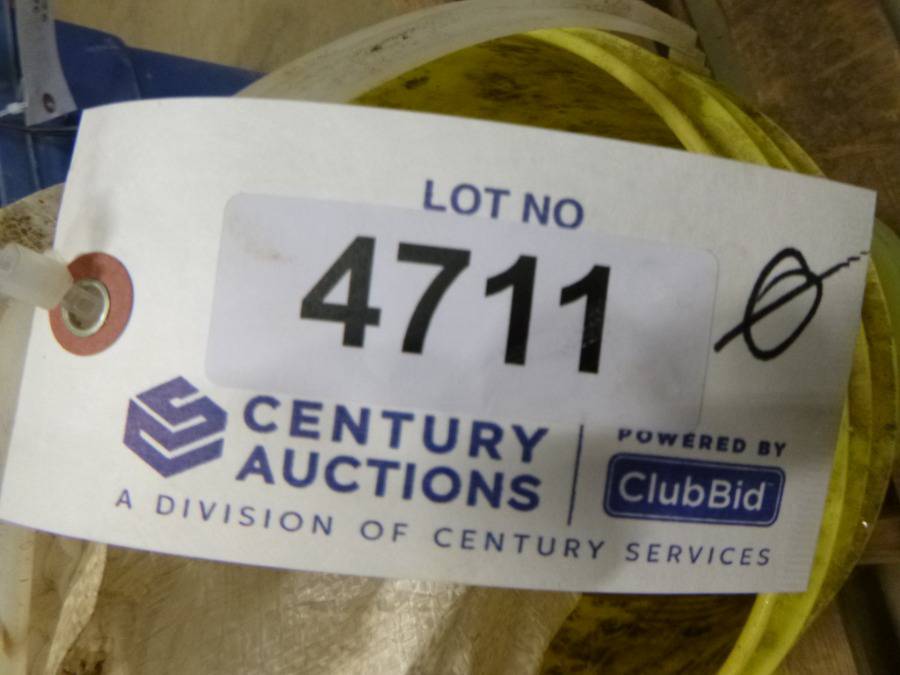 LOT NO
4711
CENTURY
AUCTIONS
POWERED BY
ClubBid
A DIVISION OF CENTURY SERVICES